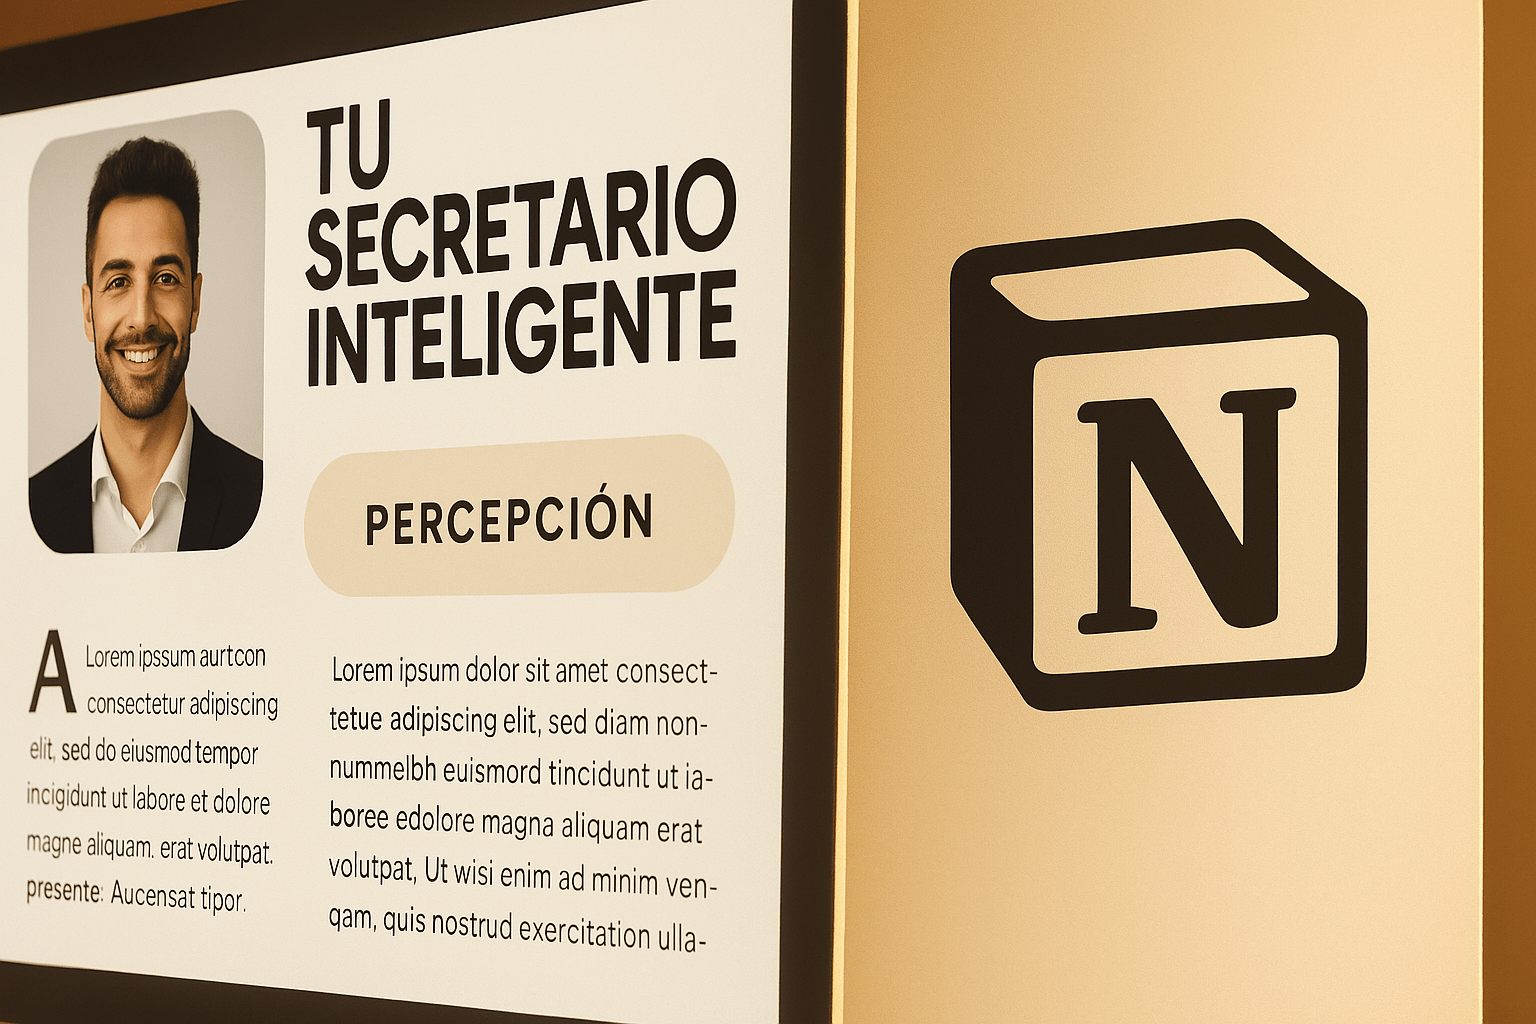 TU
SECRETARIO
INTELIGENTE
PERCEPCIÓN
A Lorem ipssum aurtcon
consectetur adipiscing
elit, sed do eiusmod tempor
incigidunt ut labore et dolore
magne aliquam. erat volutpat.
presente: Aucensat tipor.
Lorem ipsum dolor sit amet consect-
tetue adipiscing elit, sed diam non-
nummelbh euismord tincidunt ut ia-
boree edolore magna aliquam erat
volutpat, Ut wisi enim ad minim ven-
qam, quis nostrud exercitation ulla-
N